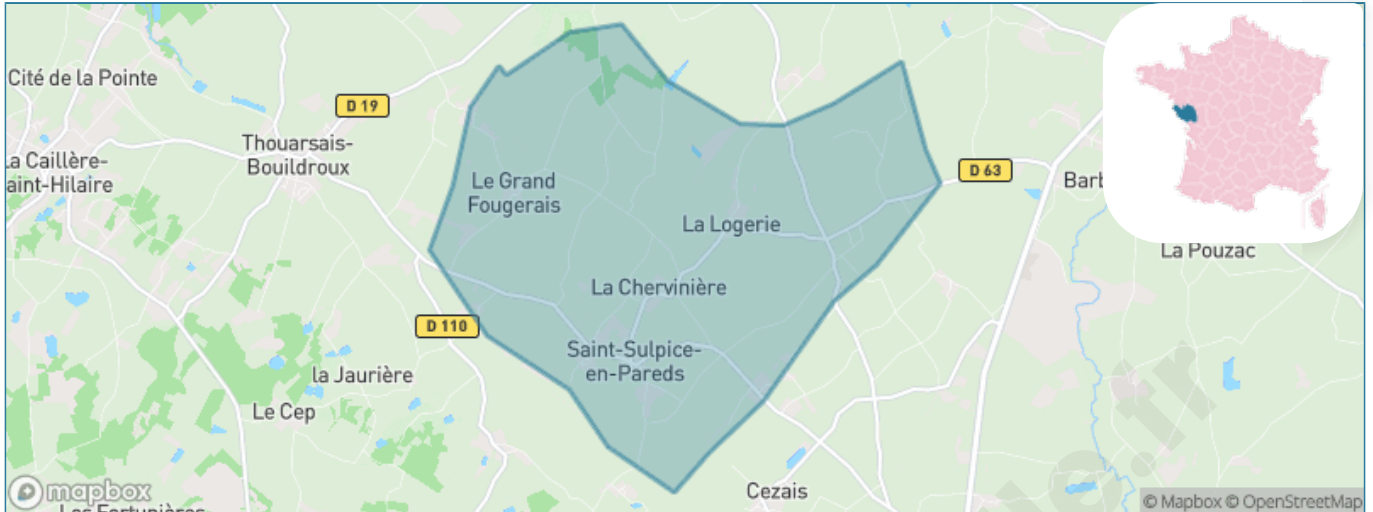 Cité de la Pointe
D 19
Thouarsais-
Bouildroux
La Caillère-
Saint-Hilaire
Le Grand
Fougerais
D 63
La Logerie
La Pouzac
La Chervinière
D 110
Saint-Sulpice-
en-Pareds
la Jaurière
Le Cep
Cezais
mapbox
© Mapbox © OpenStreetMap